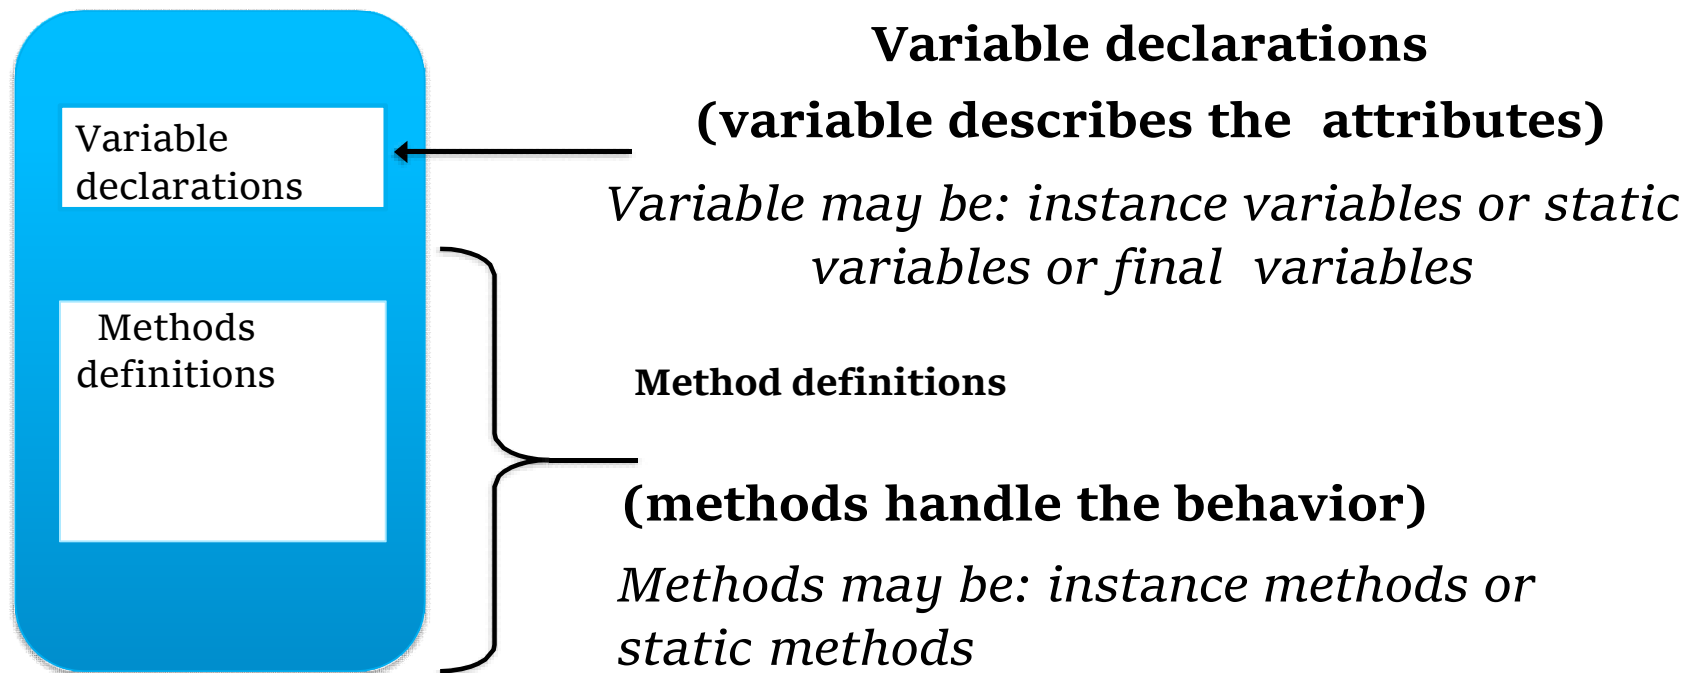 Variable
declarations
Methods
definitions
Variable declarations
(variable describes the attributes)
Variable may be: instance variables or static
variables or final variables
Method definitions
(methods handle the behavior)
Methods may be: instance methods or
static methods